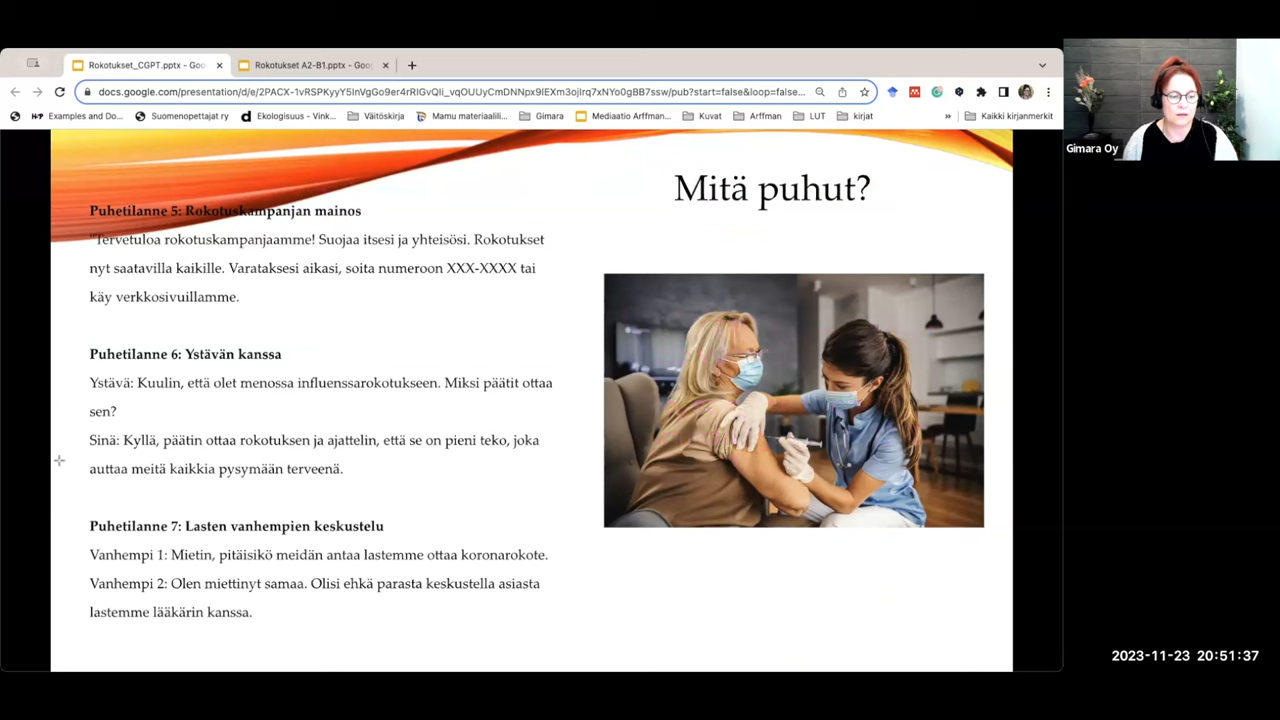 Rokotukset_CGPT.pptx - Goo
Rokotukset A2-B1.pptx - Goo
docs.google.com/presentation/d/e/2PACX-1vRSPKyyY5InVgGo9er4rRIGvQIi_vqOUUyCmDNNpx9lEXm3ojIrq7xNYo0gBB7ssw/pub?start=false&loop=false...
Examples and Do...
Suomenopettajat ry
Ekologisuus - Vink...
Väitöskirja
Mamu materiaalili...
Gimara
Mediaatio Arffman...
Kuvat
Arffman
LUT
kirjat
»
Kaikki kirjanmerkit
Gimara Oy
Mitä puhut?
Puhetilanne 5: Rokotuskampanjan mainos
"Tervetuloa rokotuskampanjaamme! Suojaa itsesi ja yhteisösi. Rokotukset
nyt saatavilla kaikille. Varataksesi aikasi, soita numeroon XXX-XXXX tai
käy verkkosivuillamme.
Puhetilanne 6: Ystävän kanssa
Ystävä: Kuulin, että olet menossa influenssarokotukseen. Miksi päätit ottaa
sen?
Sinä: Kyllä, päätin ottaa rokotuksen ja ajattelin, että se on pieni teko, joka
auttaa meitä kaikkia pysymään terveenä.
Puhetilanne 7: Lasten vanhempien keskustelu
Vanhempi 1: Mietin, pitäisikö meidän antaa lastemme ottaa koronarokote.
Vanhempi 2: Olen miettinyt samaa. Olisi ehkä parasta keskustella asiasta
lastemme lääkärin kanssa.
2023-11-23 20:51:37